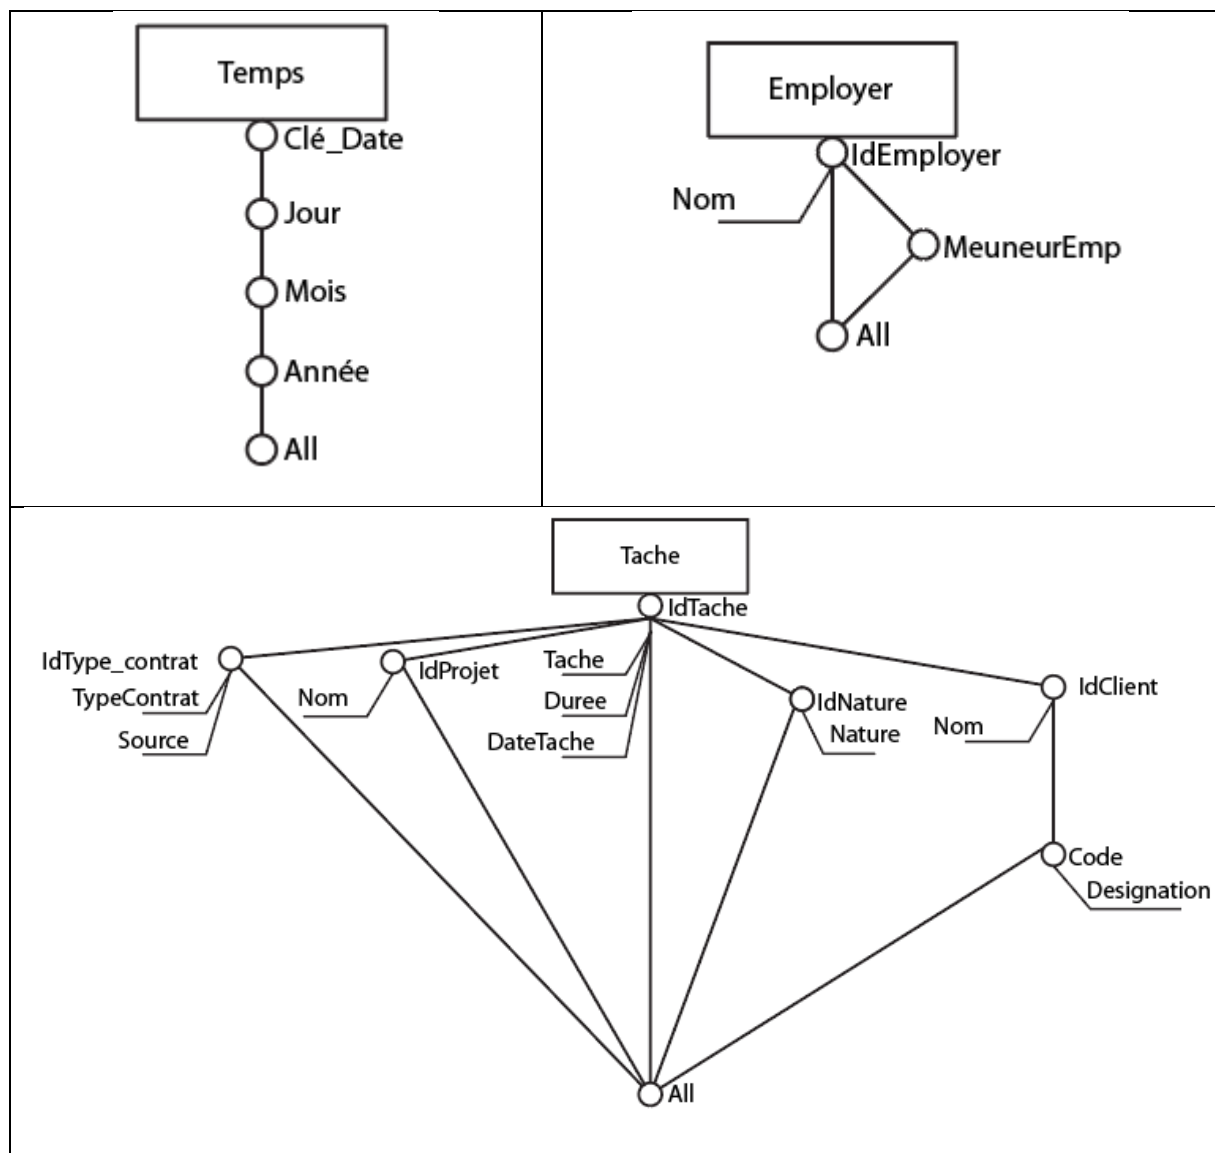 Temps
Clé_Date
Jour
Mois
Année
All
Employer
IdEmployer
Nom
MeuneurEmp
All
Tache
IdTache
IdType_contrat
TypeContrat
Source
IdProjet
Nom
Tache
Duree
DateTache
IdNature
Nature
IdClient
Nom
Code
Designation
All